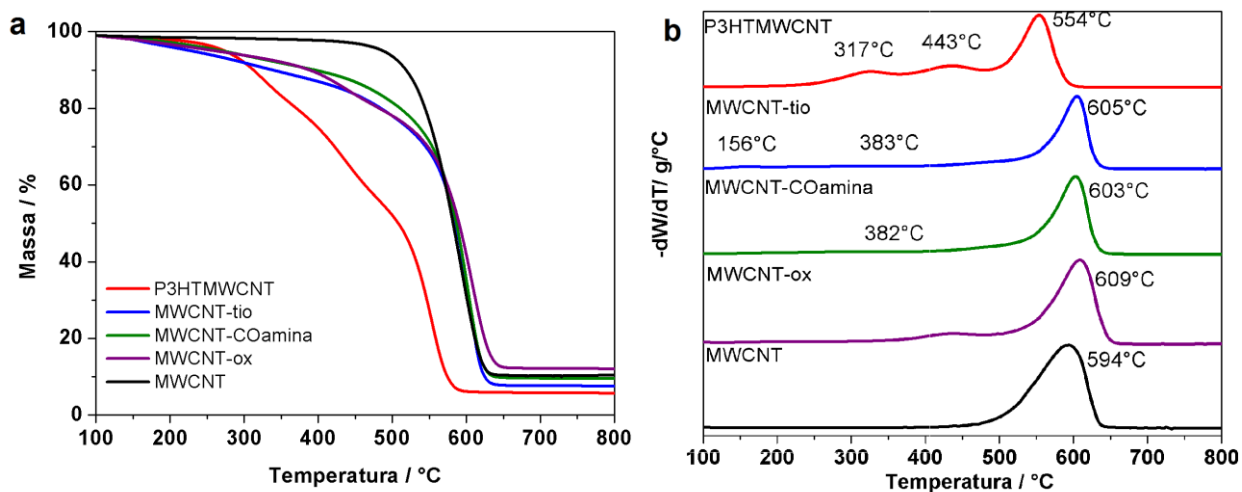 a
100
80
60
40
20
0
Massa / %
P3HTMWCNT
MWCNT-tio
MWCNT-COamina
MWCNT-ox
MWCNT
100 200 300 400 500 600 700 800
Temperatura / °C
b
P3HTMWCNT
317°C
443°C
554°C
MWCNT-tio
156°C
383°C
605°C
MWCNT-COamina
382°C
603°C
MWCNT-ox
609°C
MWCNT
594°C
-dW/dT/ g/°C
100 200 300 400 500 600 700 800
Temperatura / °C